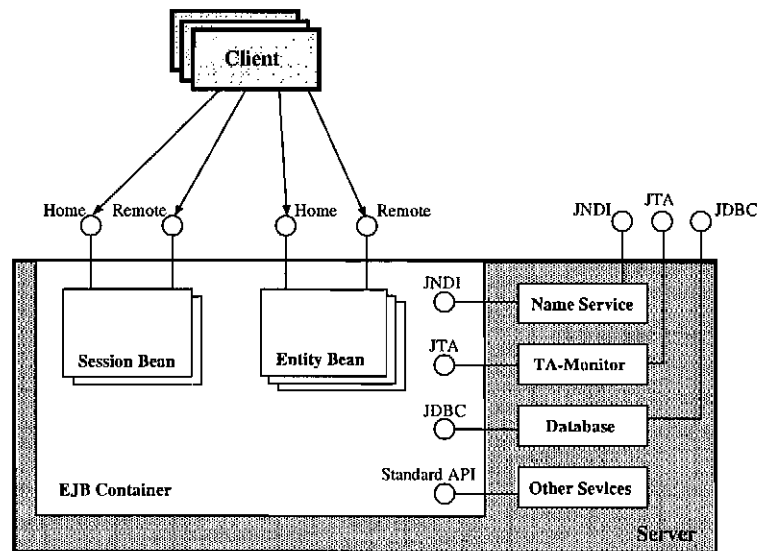 Client
Home Remote Home Remote
JNDI JTA JDBC
JNDI Name Service
Session Bean Entity Bean
JTA TA-Monitor
JDBC Database
Standard API Other Sevlces
EJB Container
Server